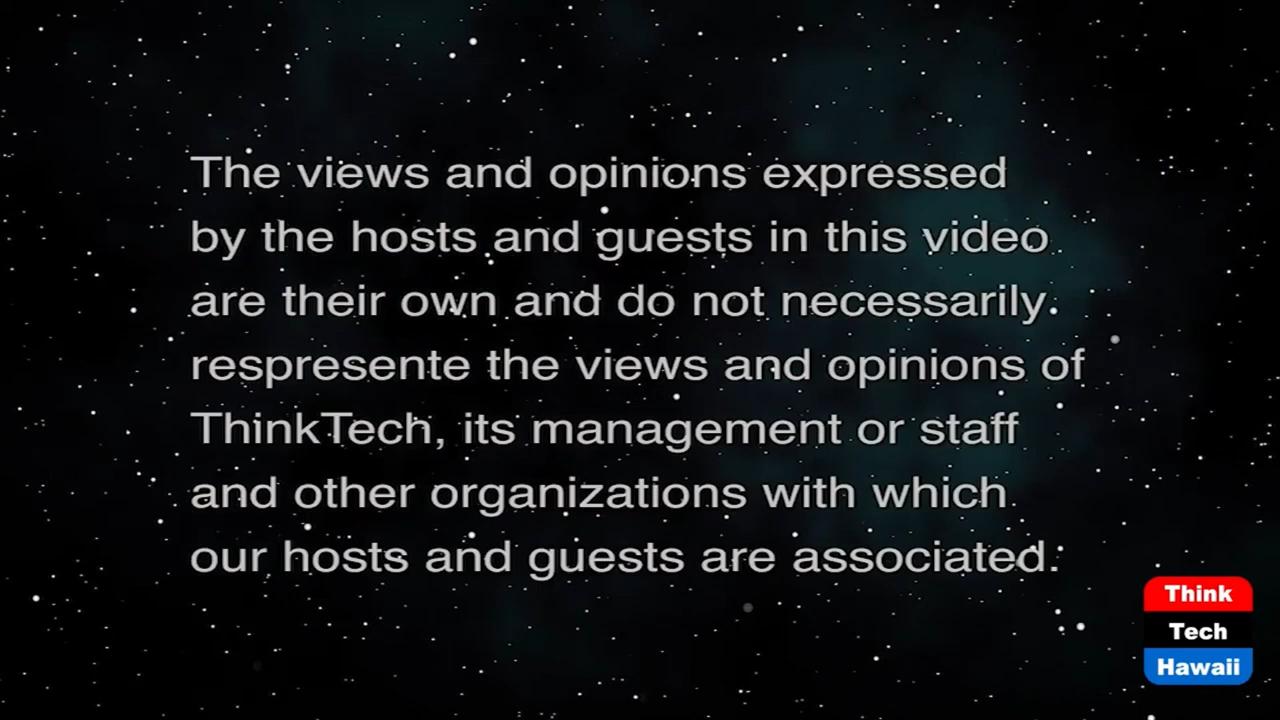 The views and opinions expressed
by the hosts and guests in this video
are their own and do not necessarily
respresente the views and opinions of
ThinkTech, its management or staff
and other organizations with which
our hosts and guests are associated.
Think
Tech
Hawaii